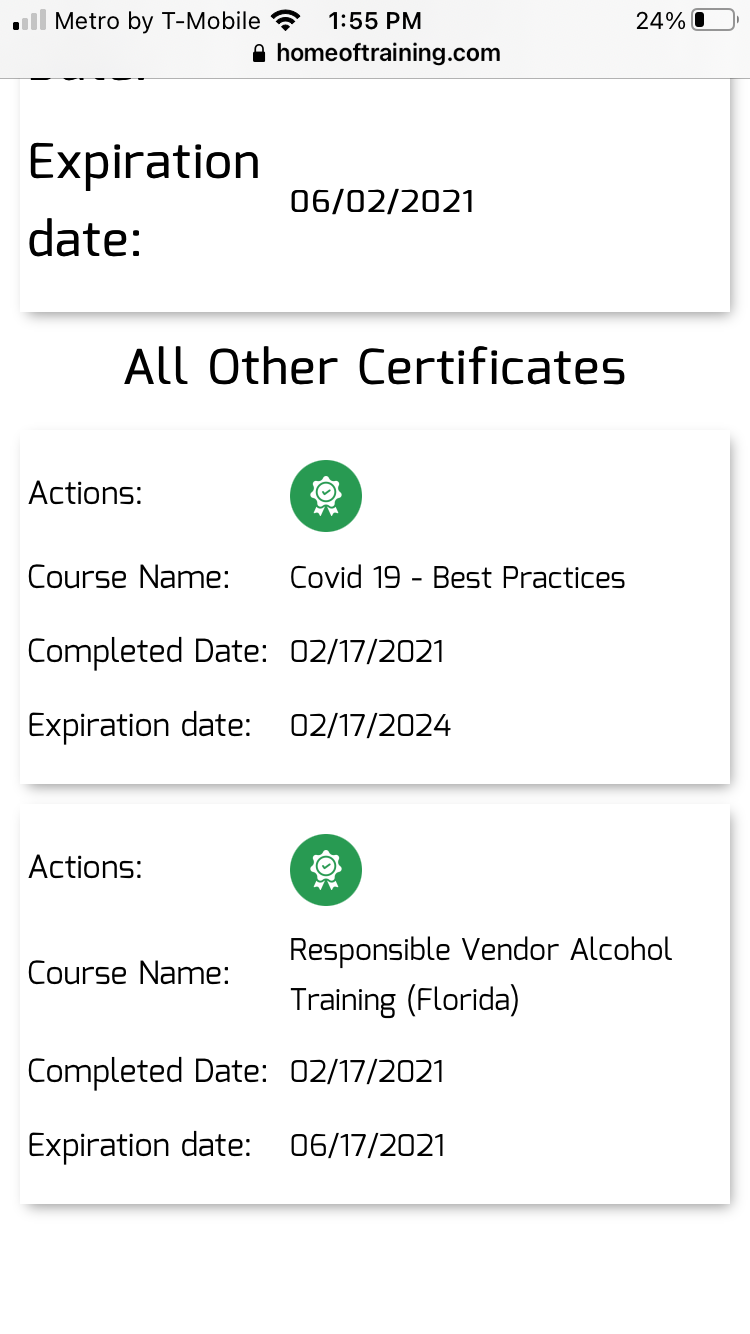 Metro by T-Mobile 1:55 PM 24%
homeoftraining.com
Expiration date: 06/02/2021
All Other Certificates
Actions:
Course Name: Covid 19 - Best Practices
Completed Date: 02/17/2021
Expiration date: 02/17/2024
Actions:
Course Name: Responsible Vendor Alcohol Training (Florida)
Completed Date: 02/17/2021
Expiration date: 06/17/2021